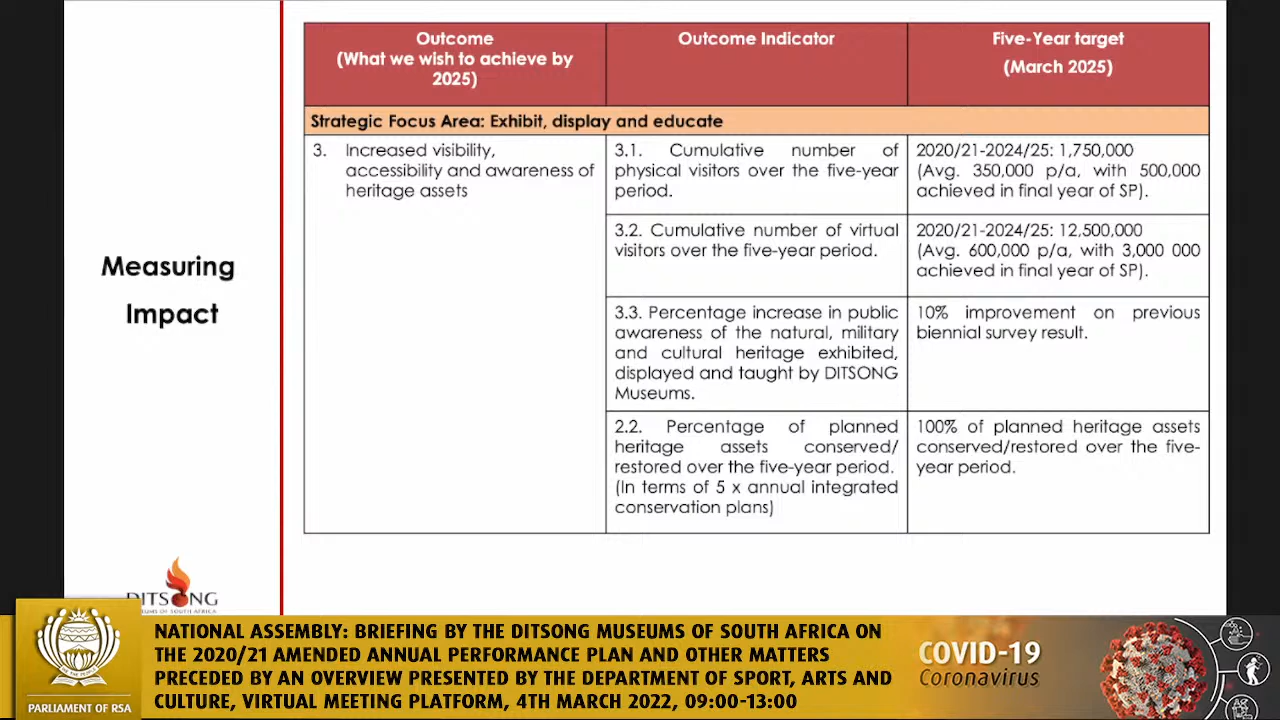 Measuring
Impact
Outcome
(What we wish to achieve by
2025)
Outcome Indicator
Five-Year target
(March 2025)
Strategic Focus Area: Exhibit, display and educate
3. Increased visibility,
accessibility and awareness of
heritage assets
3.1. Cumulative number of
physical visitors over the five-year
period.
2020/21-2024/25: 1,750,000
(Avg. 350,000 p/a, with 500,000
achieved in final year of SP).
3.2. Cumulative number of virtual
visitors over the five-year period.
2020/21-2024/25: 12,500,000
(Avg. 600,000 p/a, with 3,000 000
achieved in final year of SP).
3.3. Percentage increase in public
awareness of the natural, military
and cultural heritage exhibited,
displayed and taught by DITSONG
Museums.
10% improvement on previous
biennial survey result.
2.2. Percentage of planned
heritage assets conserved/
restored over the five-year period.
(In terms of 5 x annual integrated
conservation plans)
100% of planned heritage assets
conserved/restored over the five-
year period.
DITSONG
PARLIAMENT OF RSA
NATIONAL ASSEMBLY: BRIEFING BY THE DITSONG MUSEUMS OF SOUTH AFRICA ON
THE 2020/21 AMENDED ANNUAL PERFORMANCE PLAN AND OTHER MATTERS
PRECEDED BY AN OVERVIEW PRESENTED BY THE DEPARTMENT OF SPORT, ARTS AND
CULTURE, VIRTUAL MEETING PLATFORM, 4TH MARCH 2022, 09:00-13:00
COVID-19
Coronavirus